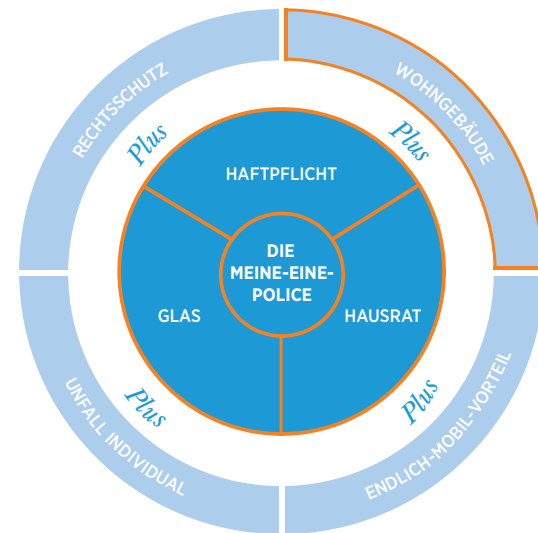 RECHTSSCHUTZ
WOHNGEBÄUDE
Plus
Plus
HAFTPFLICHT
DIE
MEINE-EINE-
POLICE
GLAS
HAUSRAT
Plus
Plus
UNFALL INDIVIDUAL
ENDLICH-MOBIL-VORTEIL